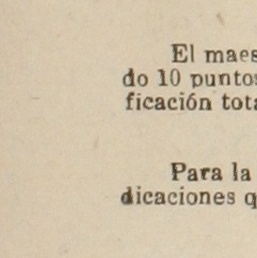 El maes
do 10 puntos
ficación tota
Para la
dicaciones q